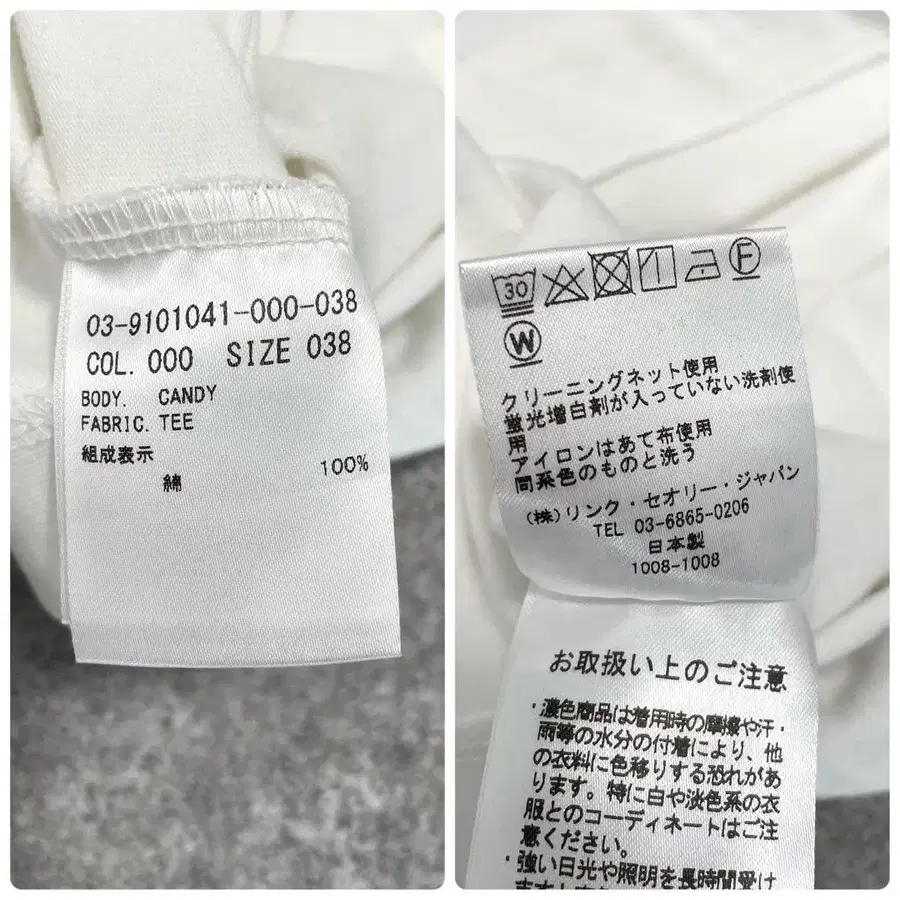 03-9101041-000-038
COL. 000 SIZE 038
BODY. CANDY
FABRIC. TEE
組成表示
綿 100%
30
F
W
クリーニングネット使用
蛍光増白剤が入っていない洗剤使
用
アイロンはあて布使用
同系色のものと洗う
(株)リンク・セオリー・ジャパン
TEL 03-6865-0206
日本製
1008-1008
お取扱い上のご注意
・濃色商品は着用時の摩擦や汗・
雨等の水分の付着により、他
の衣料に色移りする恐れがあ
ります。特に白や淡色系の衣
服とのコーディネートはご注
意ください。
・強い日光や照明を長時間受け